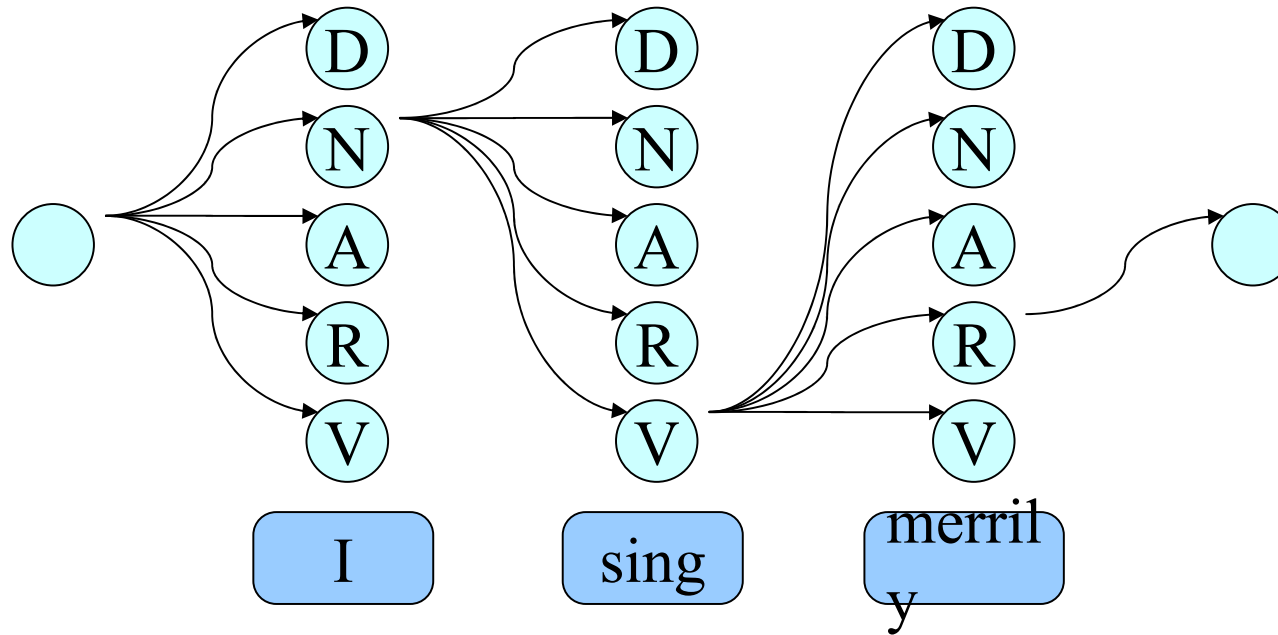 D D D
N N N
A A A
R R R
V V V
I sing merril
y